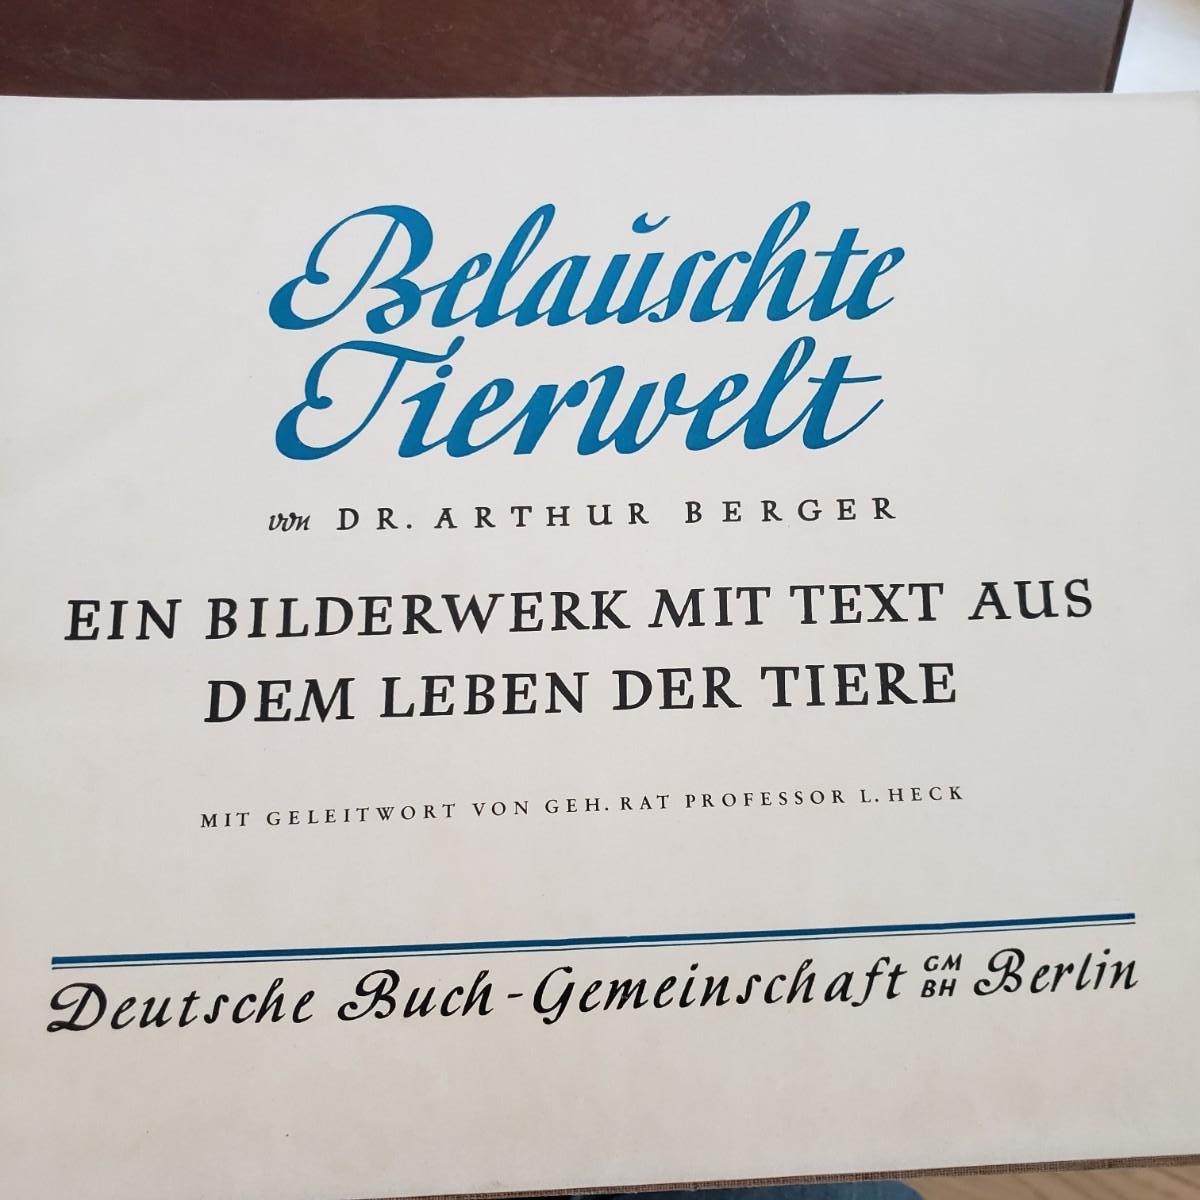 Belauschte
Tierwelt
von DR. ARTHUR BERGER
EIN BILDERWERK MIT TEXT AUS
DEM LEBEN DER TIERE
MIT GELEITWORT VON GEH. RAT PROFESSOR L. HECK
Deutsche Buch-Gemeinschaft GMBH Berlin